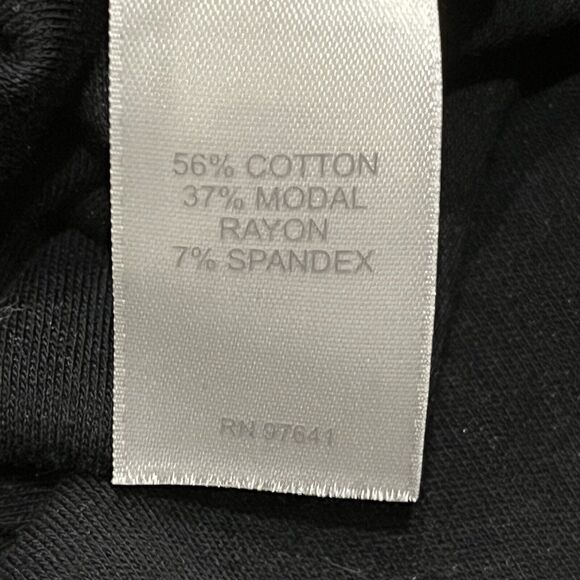 56% COTTON
37% MODAL
RAYON
7% SPANDEX
RN 97641